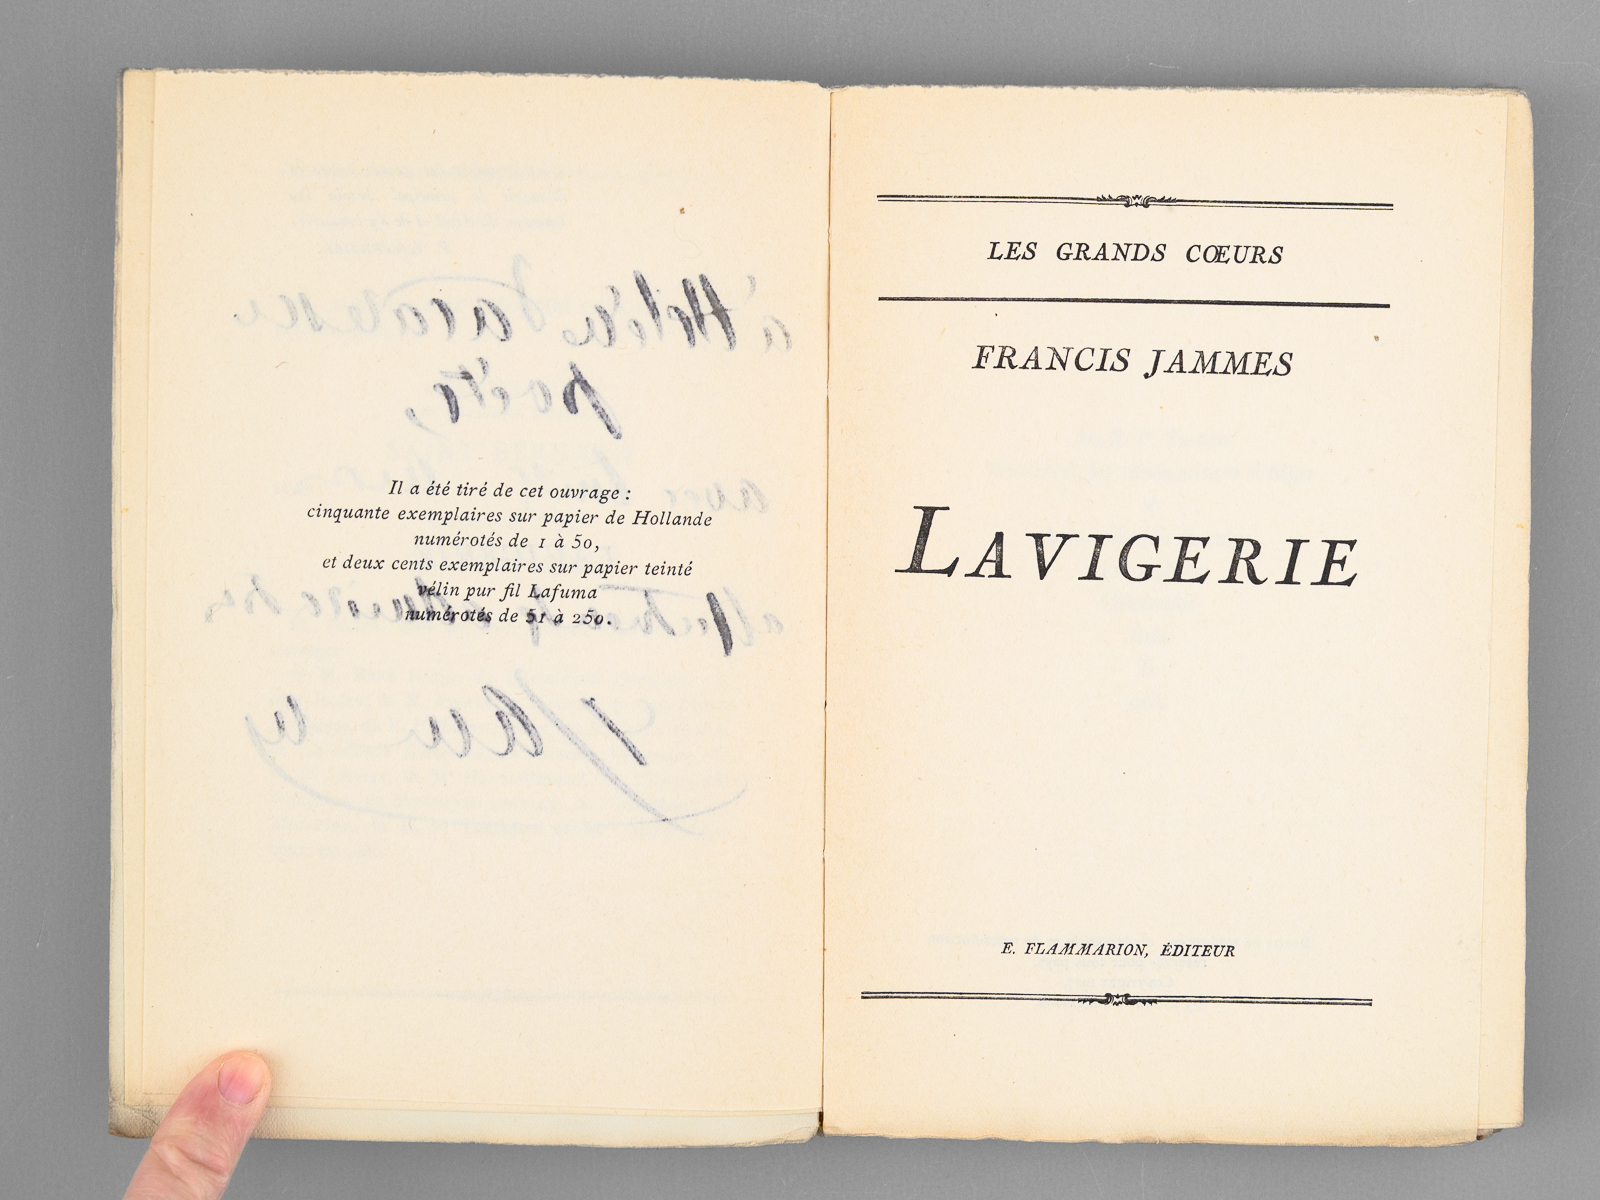 Il a été tiré de cet ouvrage :
cinquante exemplaires sur papier de Hollande
numérotés de 1 à 50,
et deux cents exemplaires sur papier teinté
vélin pur fil Lafuma
numérotés de 51 à 250.
LES GRANDS CŒURS
FRANCIS JAMMES
LAVIGERIE
E. FLAMMARION, ÉDITEUR